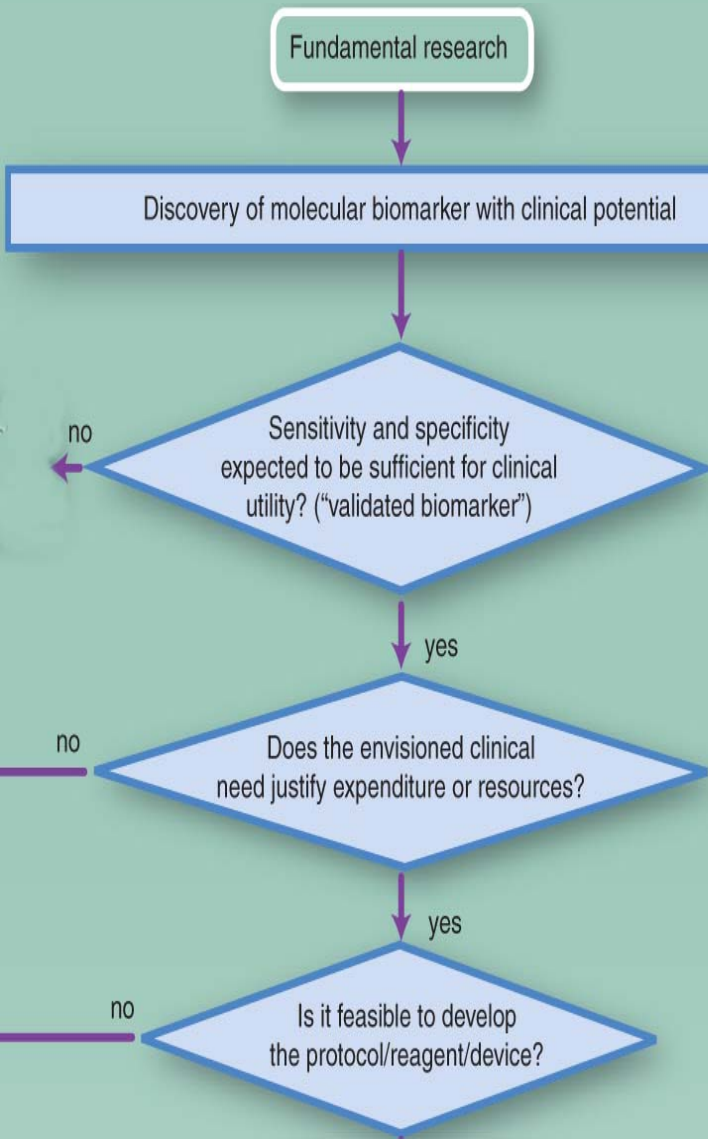 Fundamental research
Discovery of molecular biomarker with clinical potential
Sensitivity and specificity
expected to be sufficient for clinical
utility? (“validated biomarker”)
no
yes
Does the envisioned clinical
need justify expenditure or resources?
no
yes
Is it feasible to develop
the protocol/reagent/device?
no